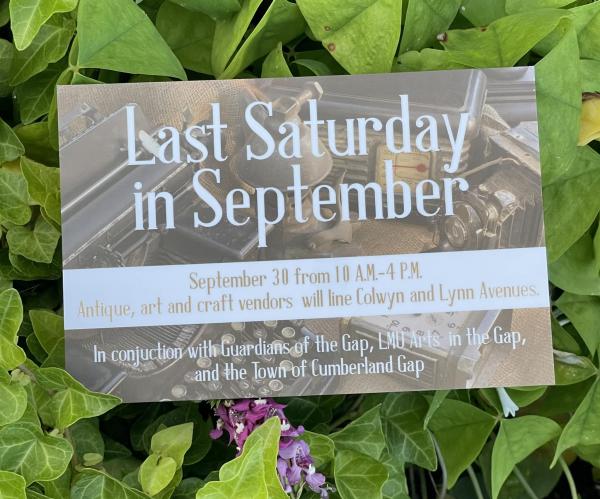 Last Saturday
in September
September 30 from 10 A.M.-4 P.M.
Antique, art and craft vendors will line Colwyn and Lynn Avenues.
In conjuction with Guardians of the Gap, LMU Arts in the Gap,
and the Town of Cumberland Gap